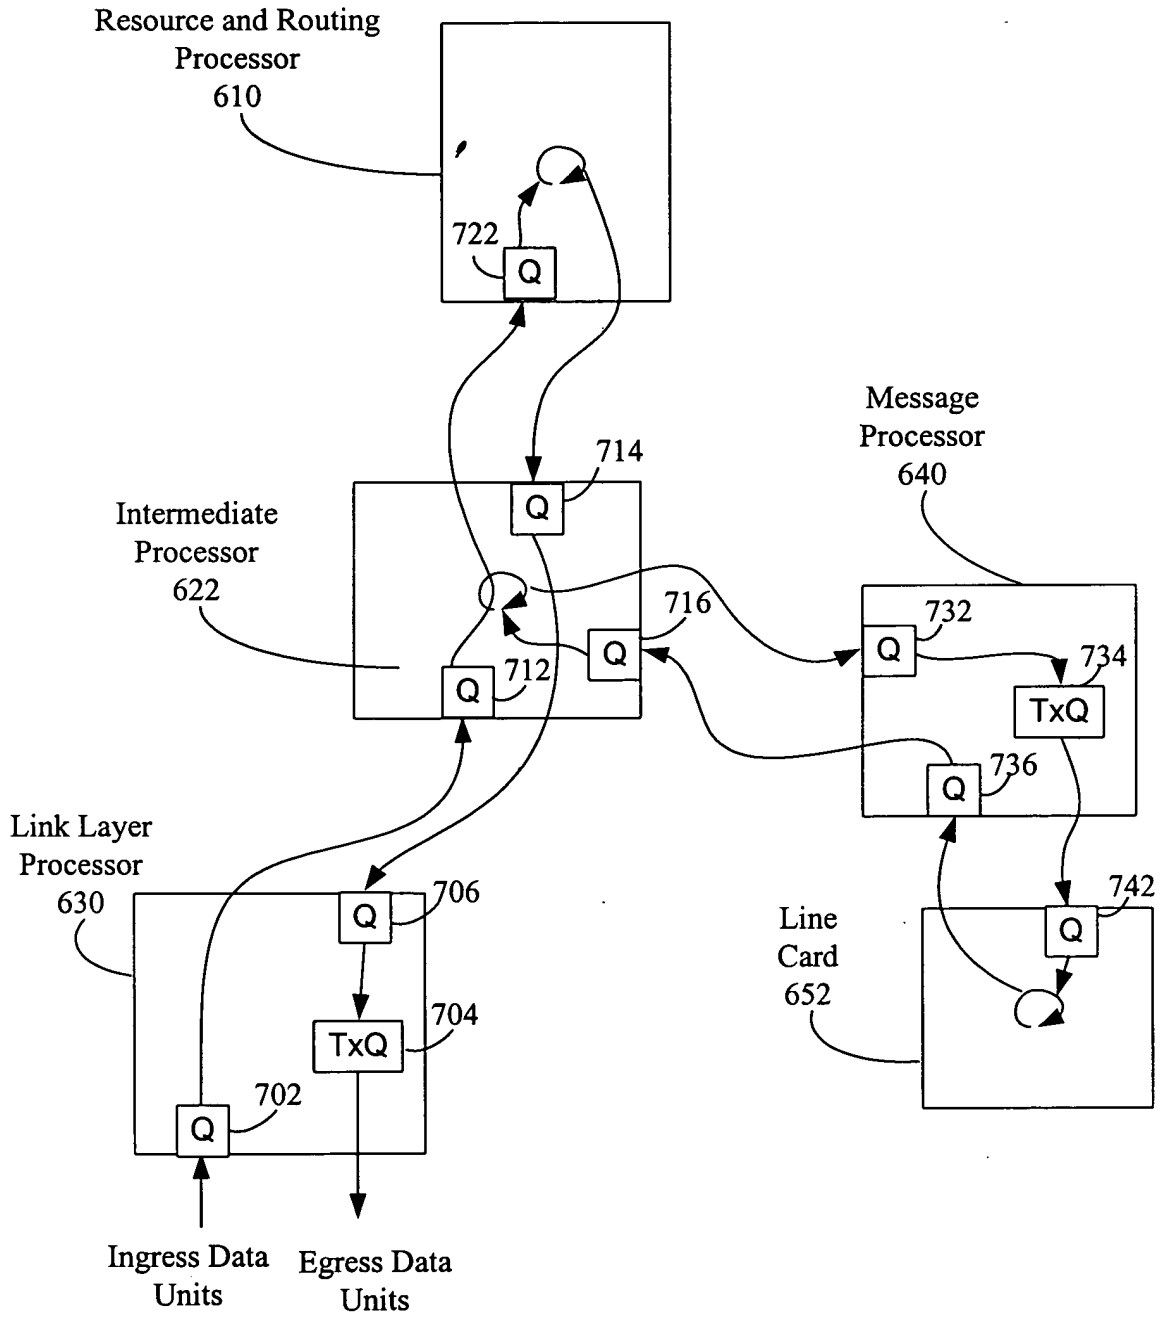 Resource and Routing
Processor
610
722
Q
Message
Processor
640
714
Q
Intermediate
Processor
622
716
Q
712
Q
732
Q
734
TxQ
736
Q
Link Layer
Processor
630
706
Q
704
TxQ
702
Q
742
Q
Line
Card
652
Ingress Data
Units
Egress Data
Units